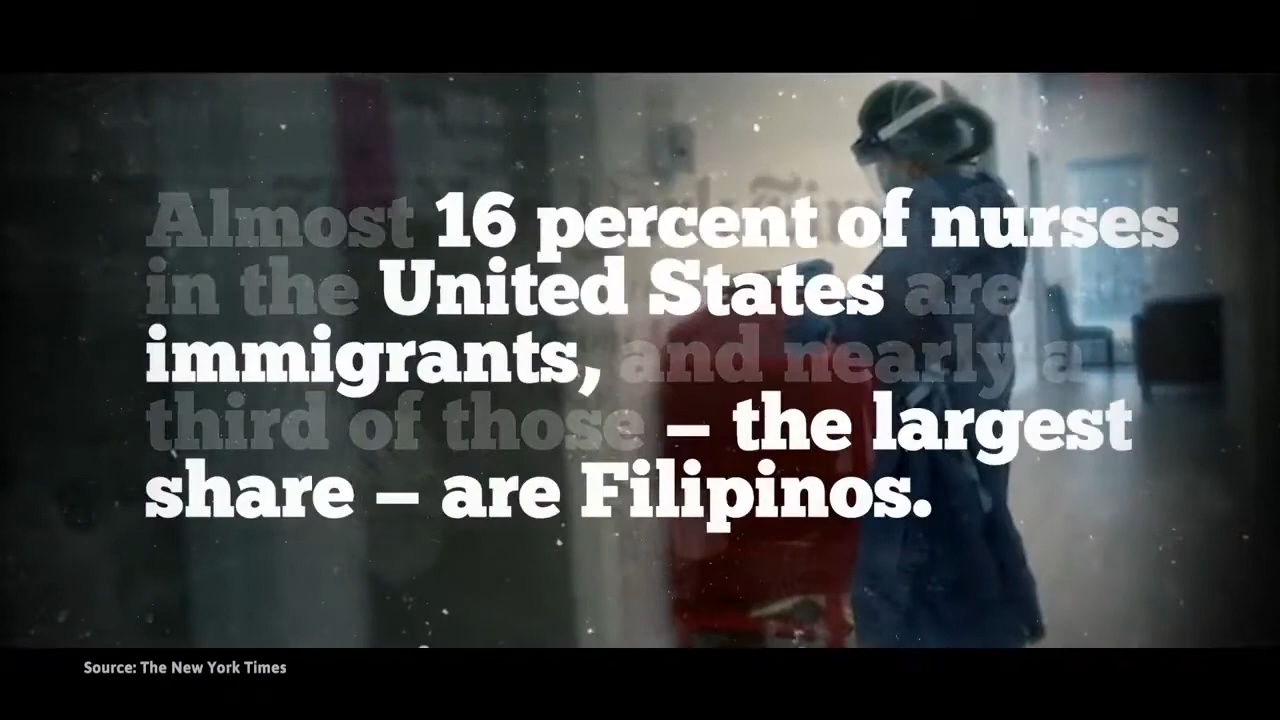 Almost 16 percent of nurses
in the United States are
immigrants, and nearly a
third of those – the largest
share – are Filipinos.
Source: The New York Times